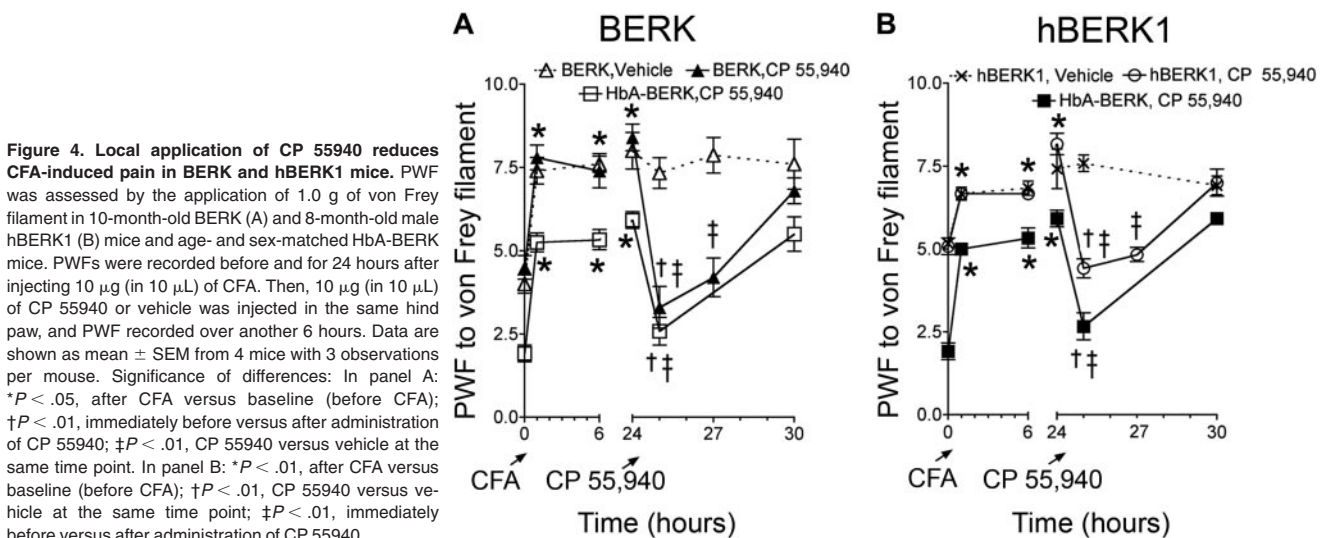 A
BERK
B
hBERK1
BERK,Vehicle BERK,CP 55,940
HbA-BERK,CP 55,940
hBERK1, Vehicle hBERK1, CP 55,940
HbA-BERK, CP 55,940
Figure 4. Local application of CP 55940 reduces
CFA-induced pain in BERK and hBERK1 mice. PWF
was assessed by the application of 1.0 g of von Frey
filament in 10-month-old BERK (A) and 8-month-old male
hBERK1 (B) mice and age- and sex-matched HbA-BERK
mice. PWFs were recorded before and for 24 hours after
injecting 10 μg (in 10 μL) of CFA. Then, 10 μg (in 10 μL)
of CP 55940 or vehicle was injected in the same hind
paw, and PWF recorded over another 6 hours. Data are
shown as mean ± SEM from 4 mice with 3 observations
per mouse. Significance of differences: In panel A:
*P < .05, after CFA versus baseline (before CFA);
†P < .01, immediately before versus after administration
of CP 55940; ‡P < .01, CP 55940 versus vehicle at the
same time point. In panel B: *P < .01, after CFA versus
baseline (before CFA); †P < .01, CP 55940 versus ve-
hicle at the same time point; ‡P < .01, immediately
before versus after administration of CP 55940
PWF to von Frey filament
10.0
7.5
5.0
2.5
0.0
* * *
* * *
† ‡
‡
† ‡
0 6 24 27 30
CFA CP 55,940
Time (hours)
PWF to von Frey filament
10.0
7.5
5.0
2.5
0.0
* * *
* * *
† ‡
‡
† ‡
0 6 24 27 30
CFA CP 55,940
Time (hours)